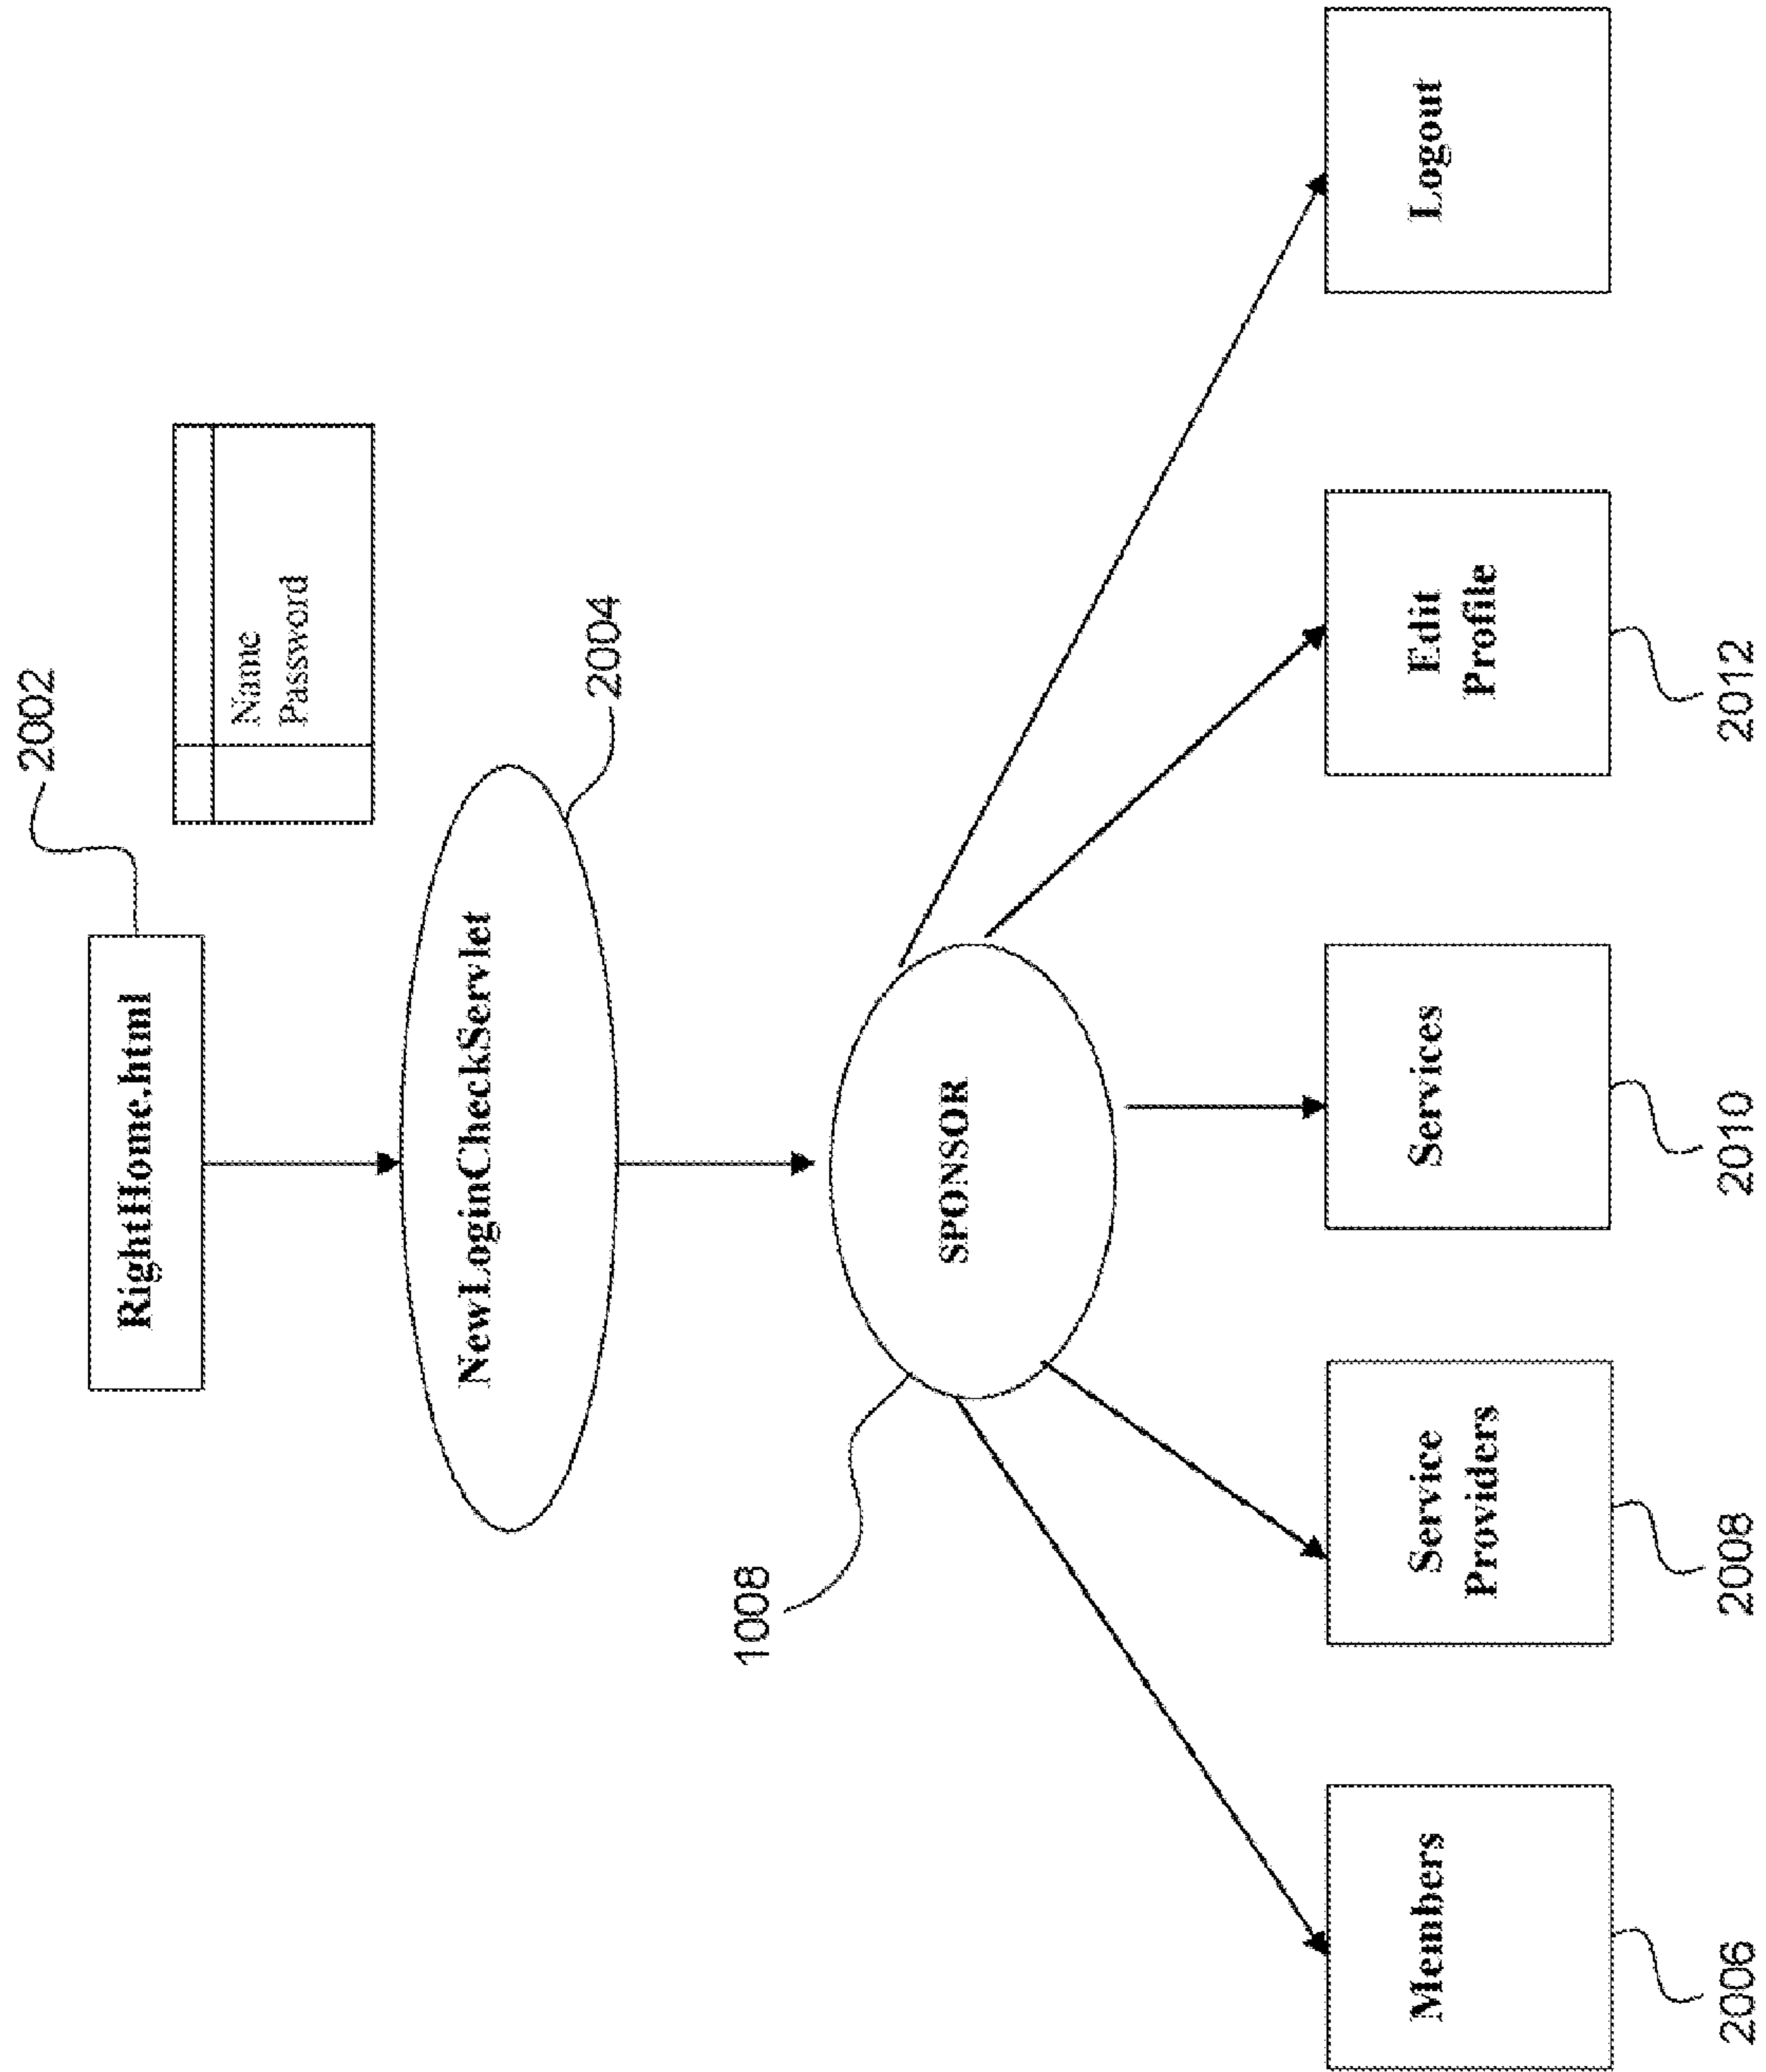 2002
RightHome.html
Name
Password
NewLoginCheckServlet
2004
1008
SPONSOR
Members
Service
Providers
Services
Edit
Profile
Logout
2006
2008
2010
2012